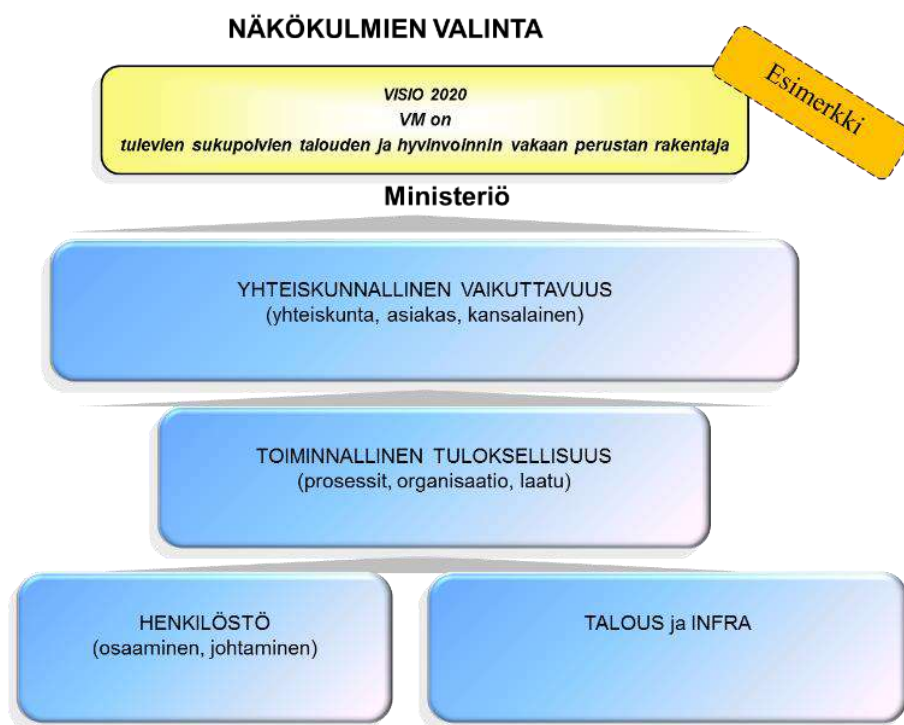 NÄKÖKULMIEN VALINTA
Esimerkki
VISIO 2020
VM on
tulevien sukupolvien talouden ja hyvinvoinnin vakaan perustan rakentaja
Ministeriö
YHTEISKUNNALLINEN VAIKUTTAVUUS
(yhteiskunta, asiakas, kansalainen)
TOIMINNALLINEN TULOKSELLISUUS
(prosessit, organisaatio, laatu)
HENKILÖSTÖ
(osaaminen, johtaminen)
TALOUS ja INFRA